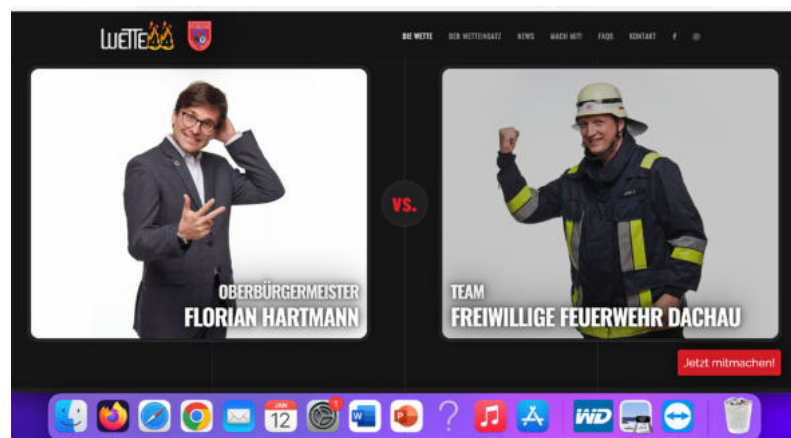 WETTE
DIE WETTE DER WETTEINSATZ NEWS MACH MIT! FAQS KONTAKT
VS.
OBERBÜRGERMEISTER
FLORIAN HARTMANN
TEAM
FREIWILLIGE FEUERWEHR DACHAU
Jetzt mitmachen!
JAN
12
1
W
P
?
WD